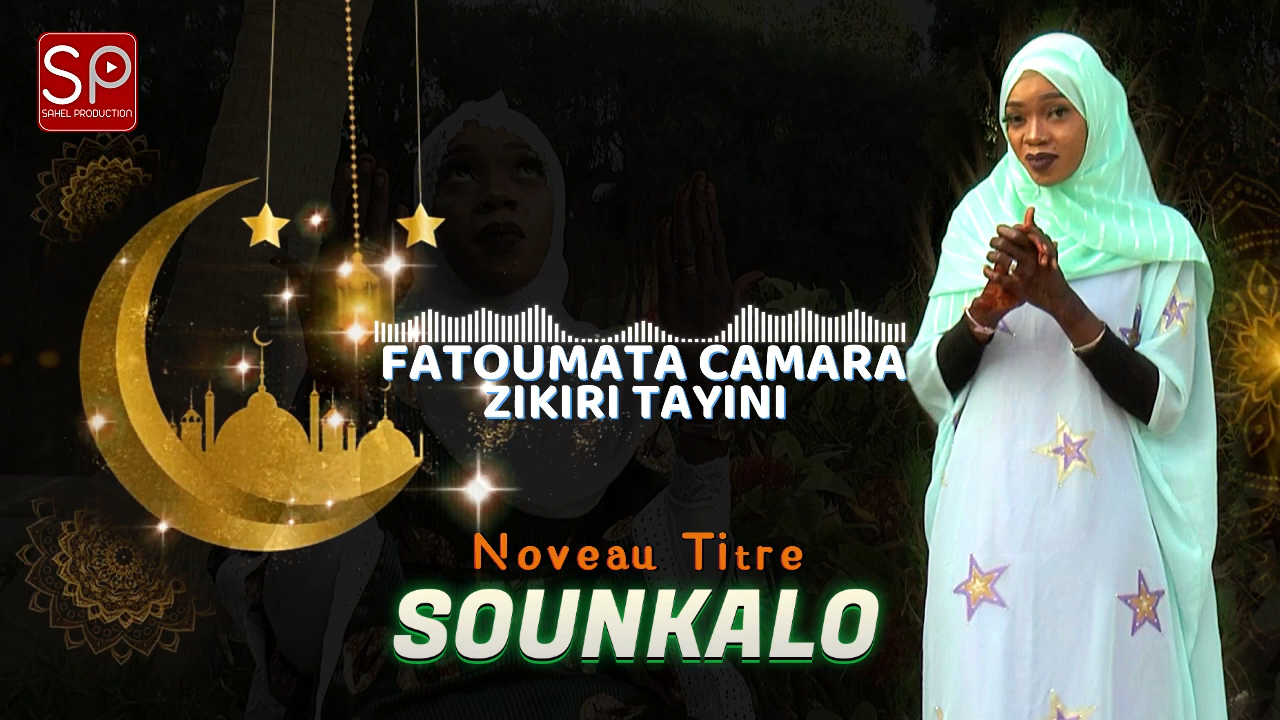 SP
SAHEL PRODUCTION
FATOUMATA CAMARA
ZIKIRI TAYINI
Noveau Titre
SOUNKALO